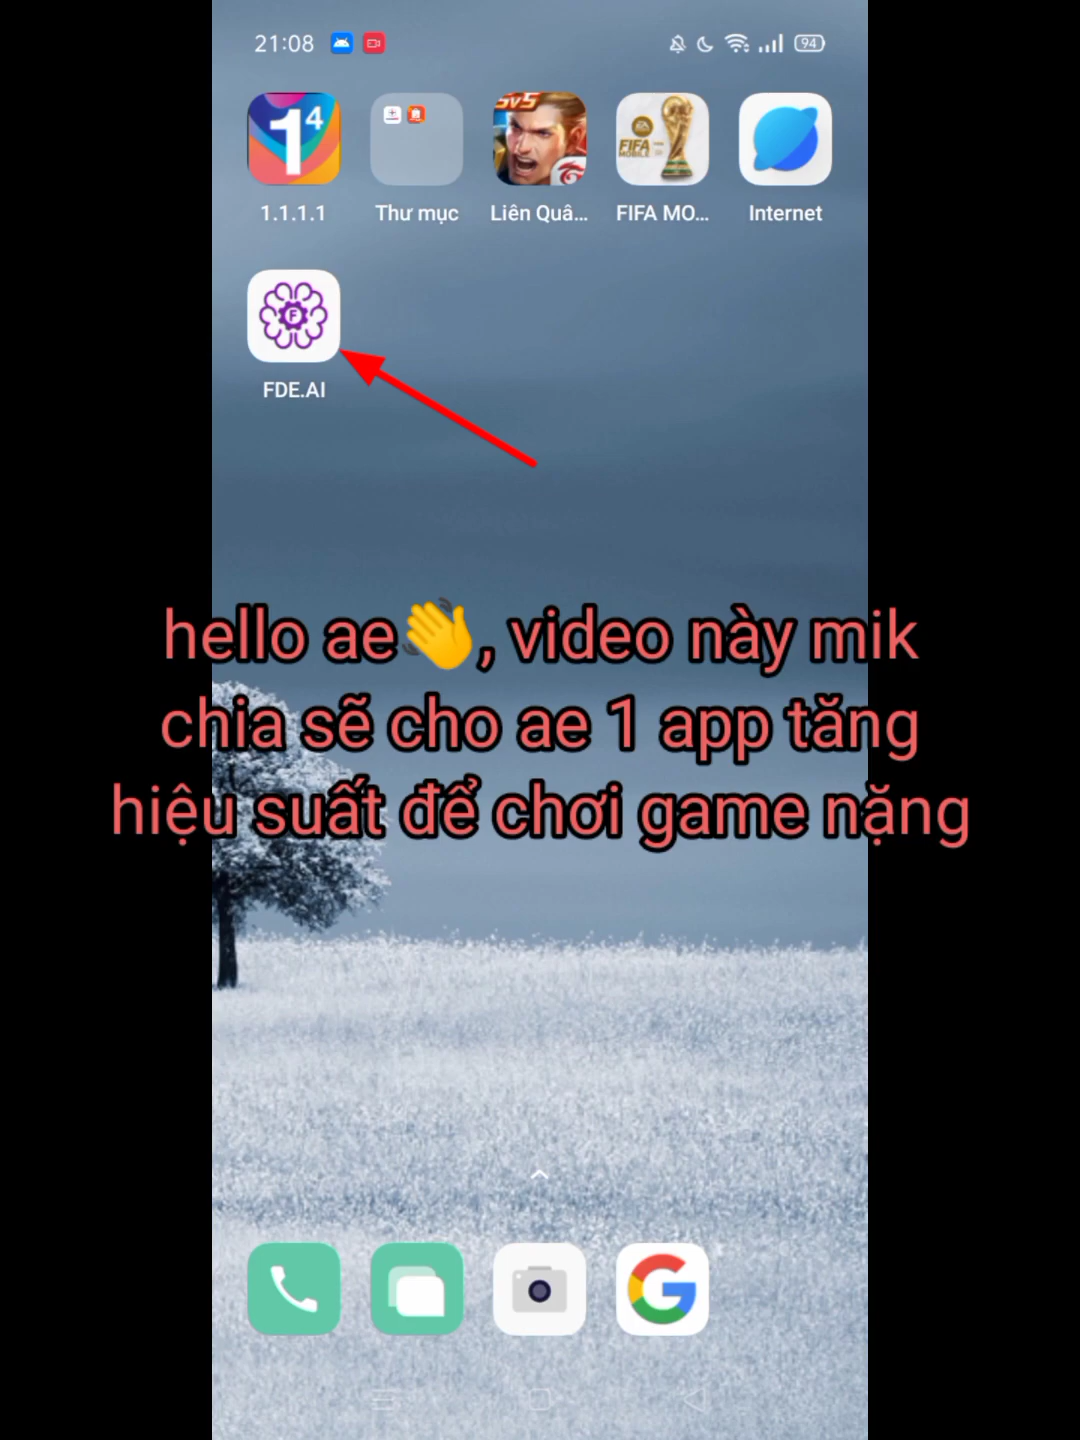 21:08
94
1.1.1.1
Thư mục
Liên Quâ...
FIFA MO...
Internet
FDE.AI
hello ae👋, video này mik
chia sẽ cho ae 1 app tăng
hiệu suất để chơi game nặng